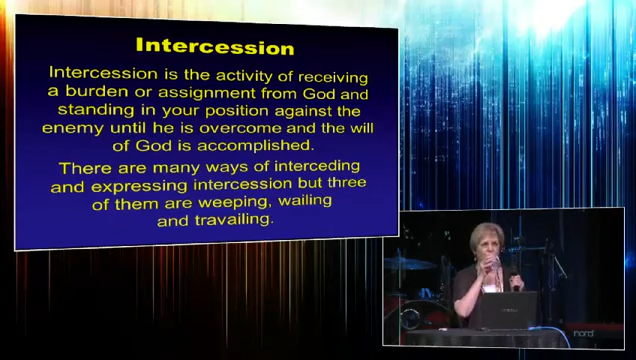 Intercession
Intercession is the activity of receiving
a burden or assignment from God and
standing in your position against the
enemy until he is overcome and the will
of God is accomplished.
There are many ways of interceding
and expressing intercession but three
of them are weeping, wailing
and travailing.
nord